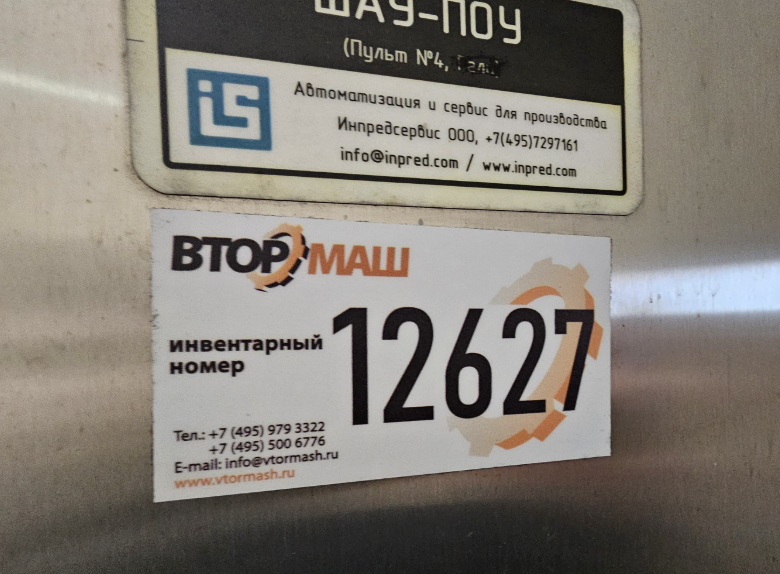 ШАУ-ПОУ
(Пульт №4,
is
Автоматизация и сервис для производства
Инпредсервис ООО, +7(495)7297161
info@inpred.com / www.inpred.com
ВТОРМАШ
инвентарный
номер
12627
Тел.: +7 (495) 979 3322
+7 (495) 500 6776
E-mail: info@vtormash.ru
www.vtormash.ru